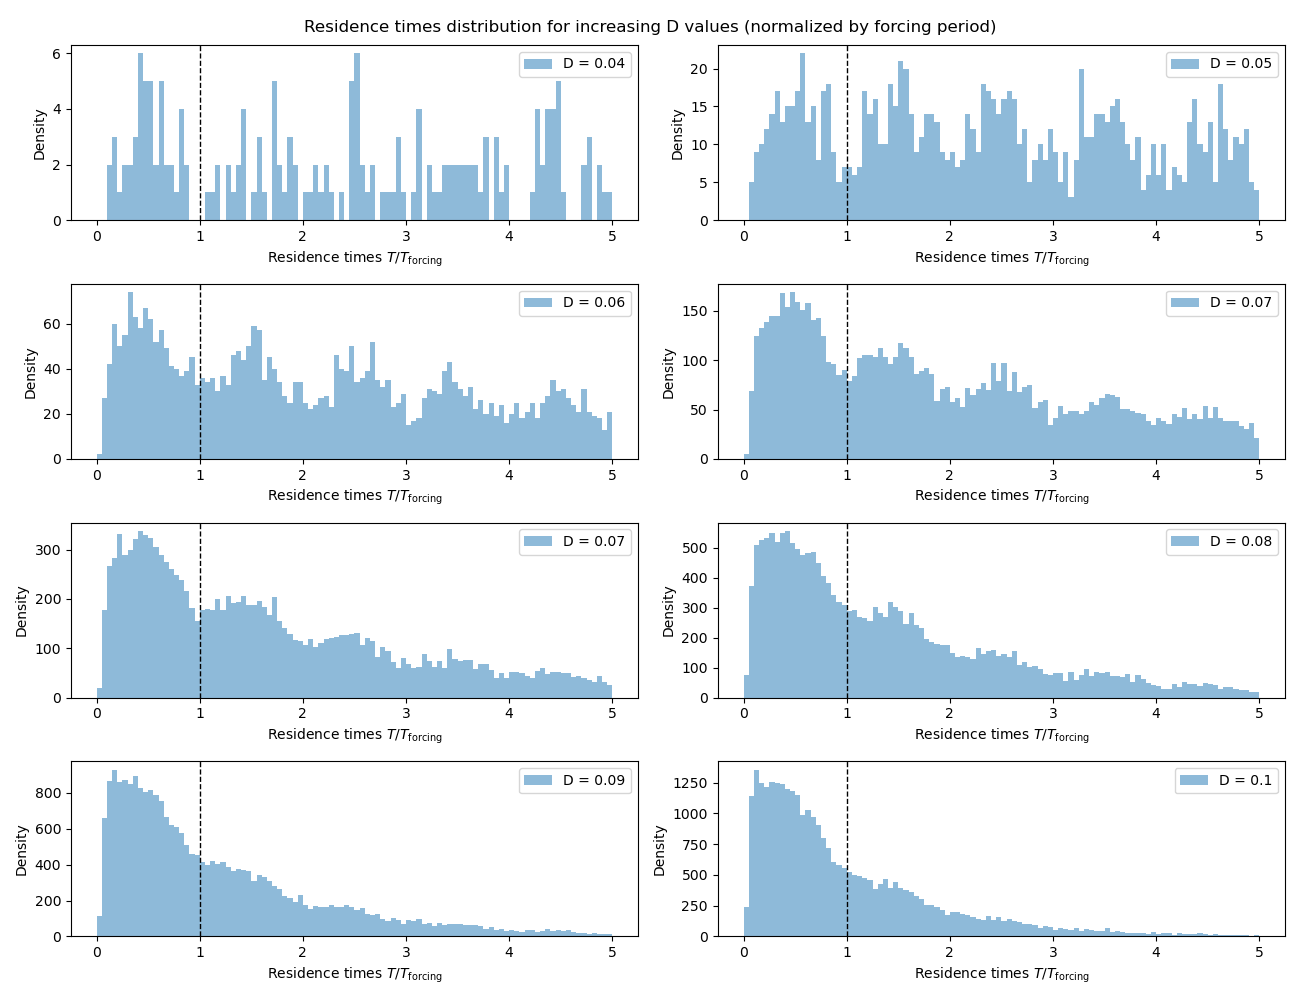 Residence times distribution for increasing D values (normalized by forcing period)
D = 0.04
Density
0 2 4 6
0 1 2 3 4 5
Residence times T/T_forcing
D = 0.05
Density
0 5 10 15 20
0 1 2 3 4 5
Residence times T/T_forcing
D = 0.06
Density
0 20 40 60
0 1 2 3 4 5
Residence times T/T_forcing
D = 0.07
Density
0 50 100 150
0 1 2 3 4 5
Residence times T/T_forcing
D = 0.07
Density
0 100 200 300
0 1 2 3 4 5
Residence times T/T_forcing
D = 0.08
Density
0 100 200 300 400 500
0 1 2 3 4 5
Residence times T/T_forcing
D = 0.09
Density
0 200 400 600 800
0 1 2 3 4 5
Residence times T/T_forcing
D = 0.1
Density
0 250 500 750 1000 1250
0 1 2 3 4 5
Residence times T/T_forcing